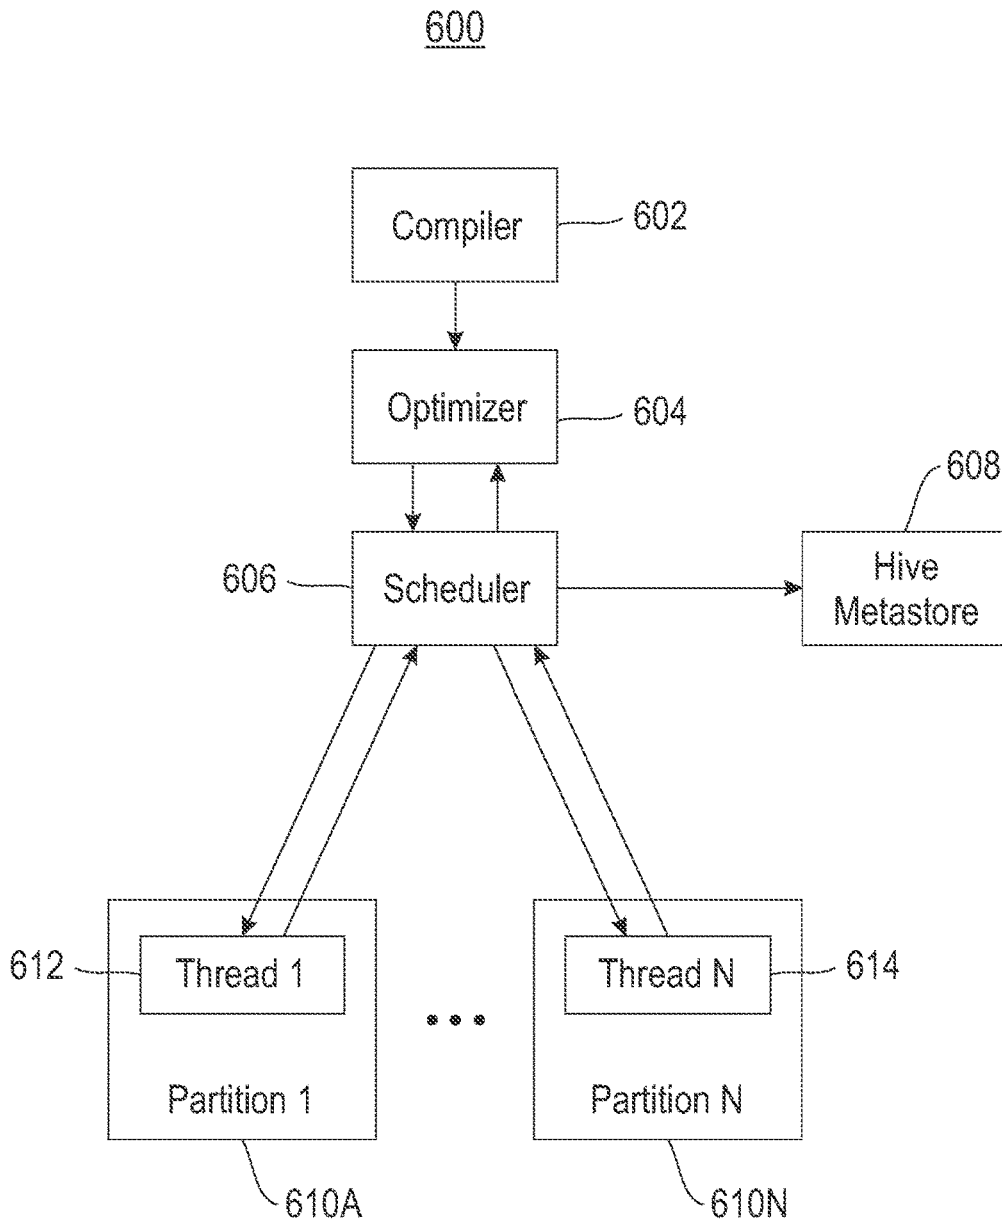 600
Compiler
602
Optimizer
604
608
606
Scheduler
Hive
Metastore
612
Thread 1
Thread N
614
•••
Partition 1
Partition N
610A
610N